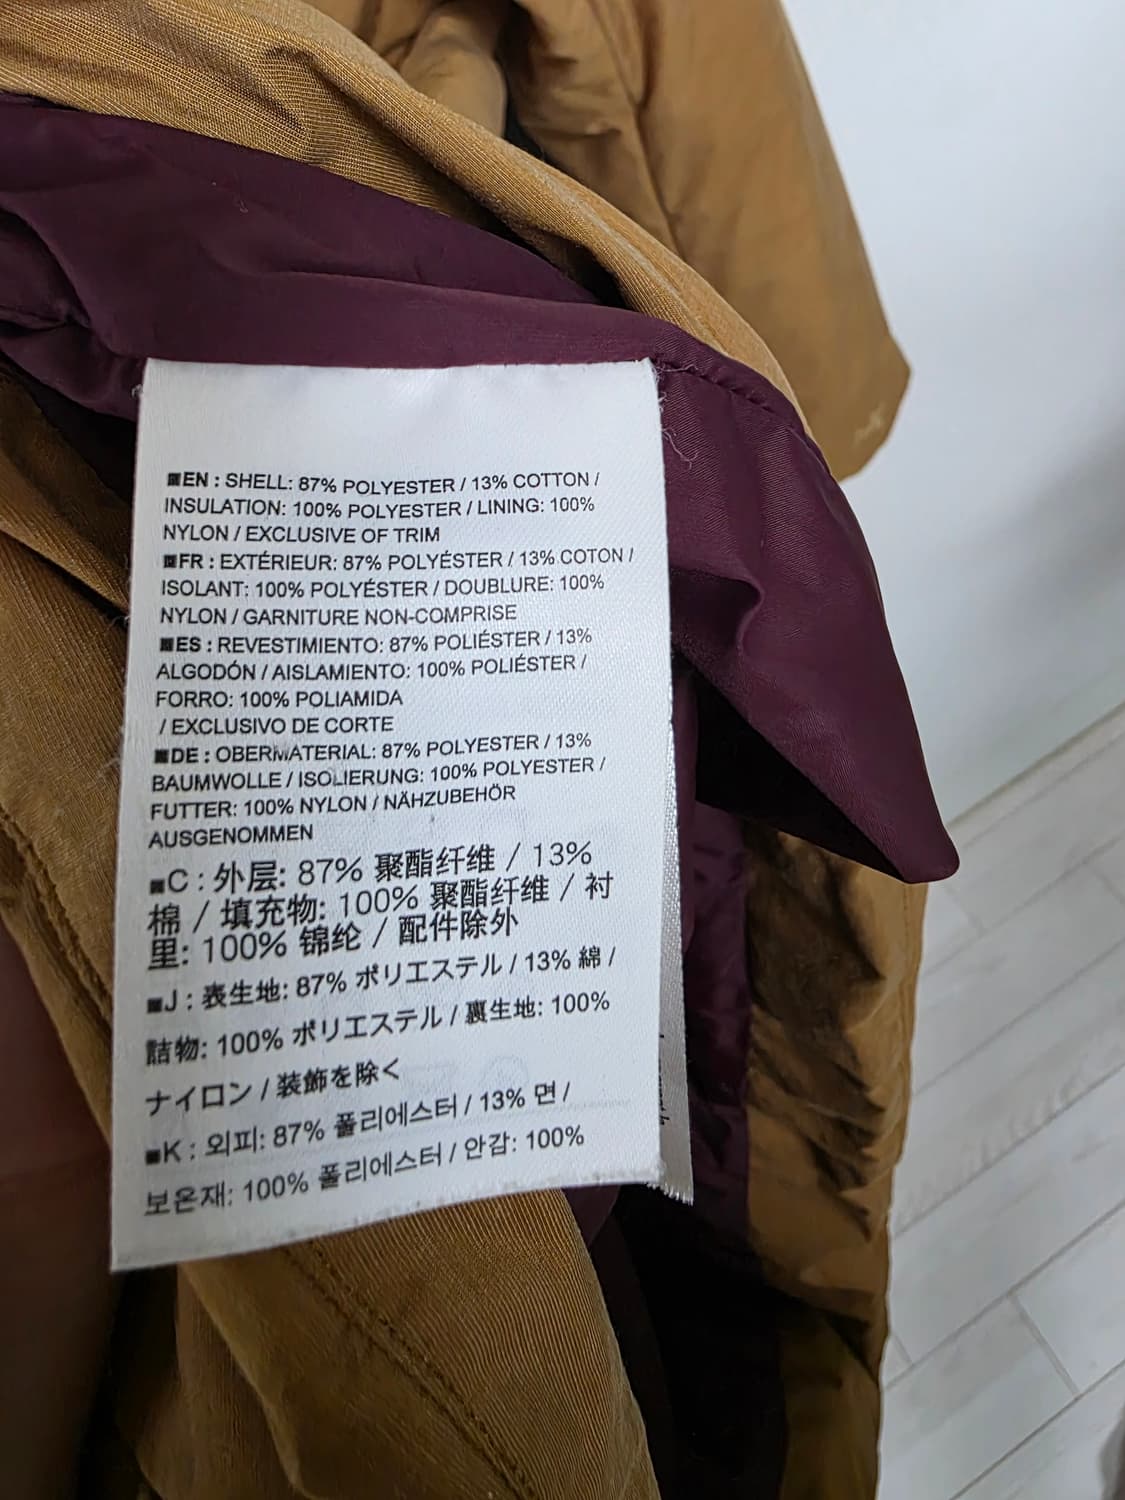 ■EN : SHELL: 87% POLYESTER / 13% COTTON /
INSULATION: 100% POLYESTER / LINING: 100%
NYLON / EXCLUSIVE OF TRIM
■FR : EXTÉRIEUR: 87% POLYÉSTER / 13% COTON /
ISOLANT: 100% POLYÉSTER / DOUBLURE: 100%
NYLON / GARNITURE NON-COMPRISE
■ES : REVESTIMIENTO: 87% POLIÉSTER / 13%
ALGODÓN / AISLAMIENTO: 100% POLIÉSTER /
FORRO: 100% POLIAMIDA
/ EXCLUSIVO DE CORTE
■DE : OBERMATERIAL: 87% POLYESTER / 13%
BAUMWOLLE / ISOLIERUNG: 100% POLYESTER /
FUTTER: 100% NYLON / NÄHZUBEHÖR
AUSGENOMMEN
■C : 外层: 87% 聚酯纤维 / 13%
棉 / 填充物: 100% 聚酯纤维 / 衬
里: 100% 锦纶 / 配件除外
■J : 表生地: 87% ポリエステル / 13% 綿 /
詰物: 100% ポリエステル / 裏生地: 100%
ナイロン / 装飾を除く
■K : 외피: 87% 폴리에스터 / 13% 면 /
보온재: 100% 폴리에스터 / 안감: 100%